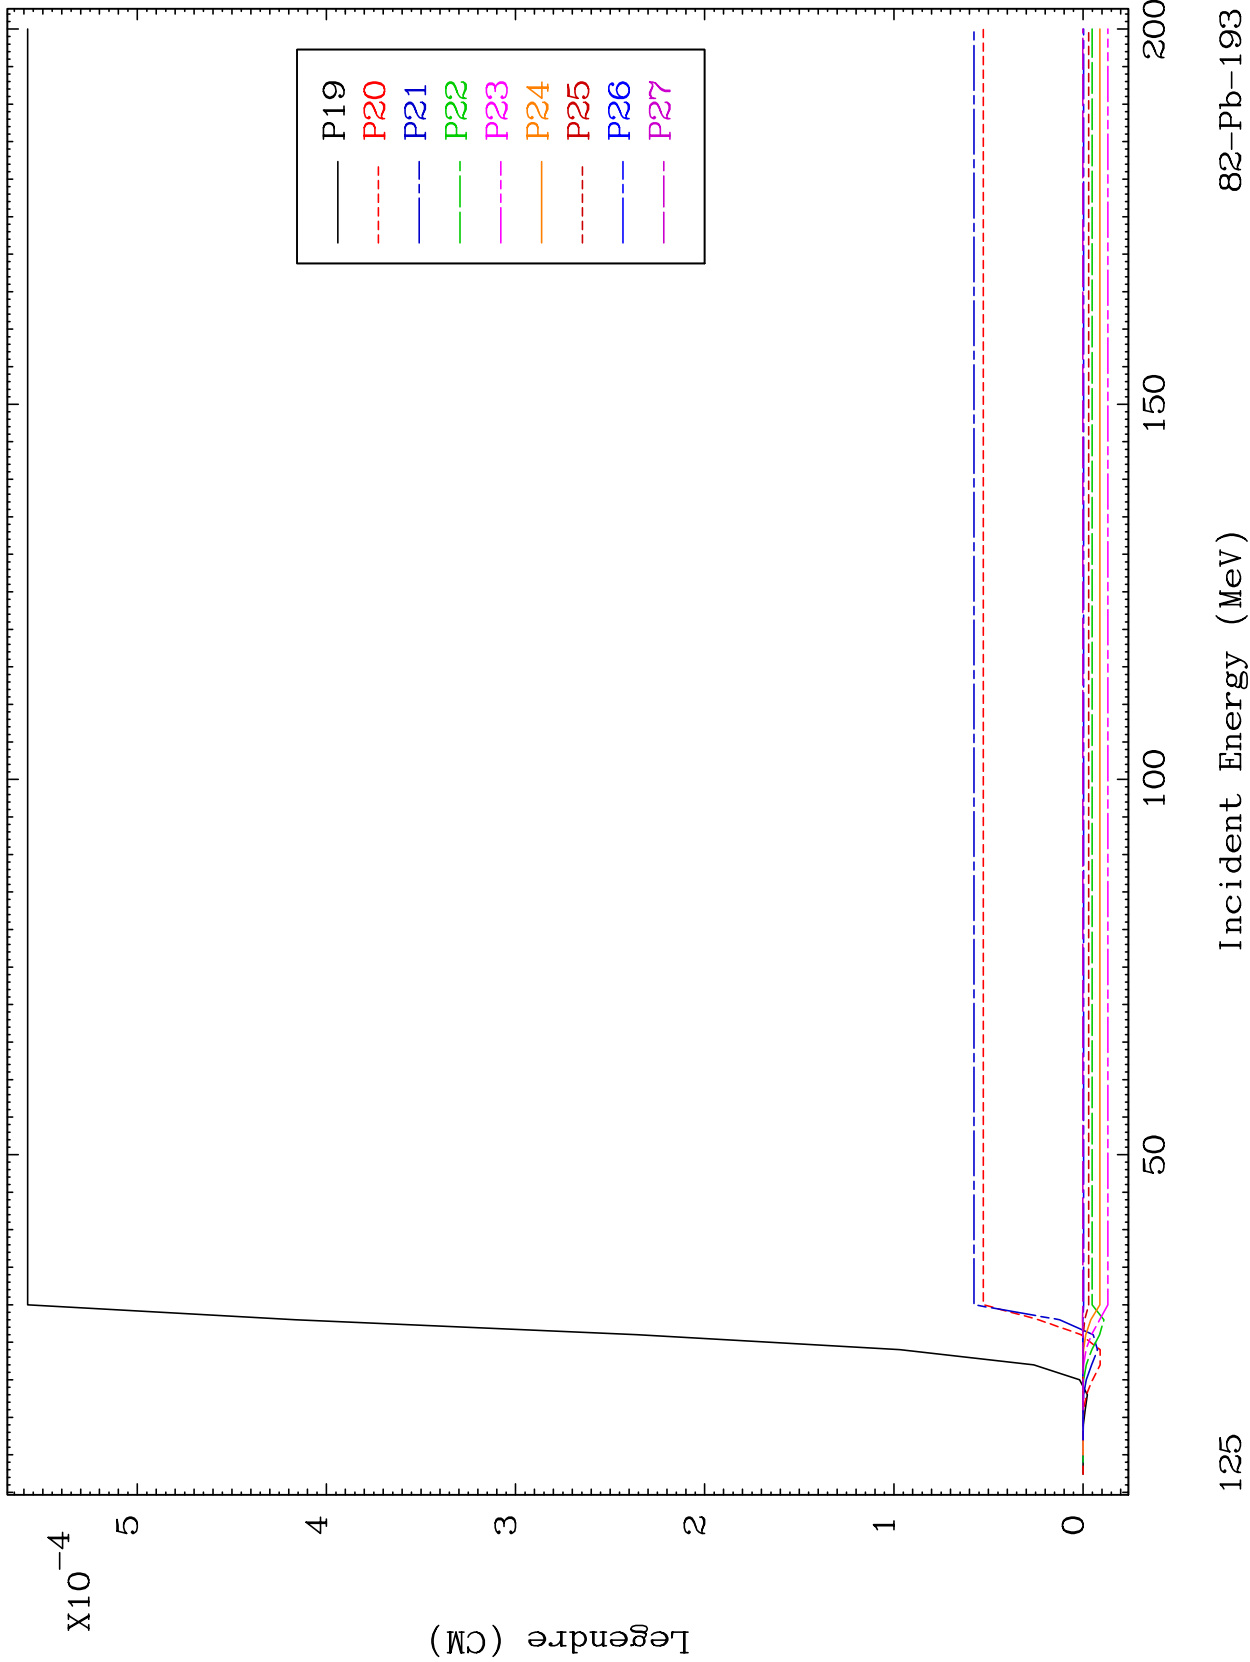 X10-4
5
4
3
2
1
0
Legendre (CM)
P19
P20
P21
P22
P23
P24
P25
P26
P27
50
100
150
200
125
Incident Energy (MeV)
82-Pb-193